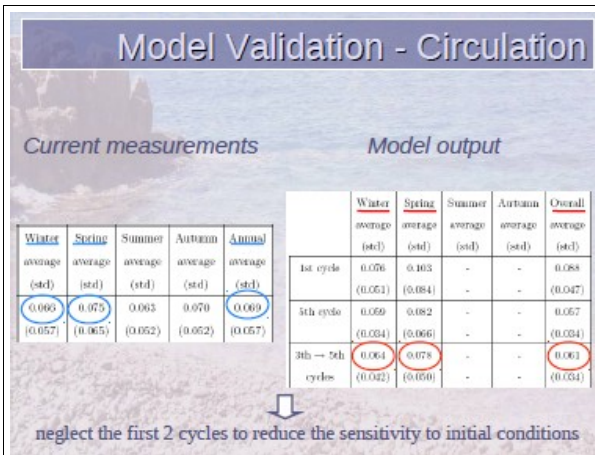 Model Validation - Circulation
Current measurements
Model output
Winter Spring Summer Autumn Annual
average average average average average
(std) (std) (std) (std) (std)
0.066 0.075 0.063 0.070 0.069
(0.057) (0.065) (0.052) (0.052) (0.057)
Winter Spring Summer Autumn Overall
average average average average average
(std) (std) (std) (std) (std)
1st cycle 0.076 0.103 - - 0.088
(0.051) (0.084) - - (0.047)
5th cycle 0.059 0.082 - - 0.057
(0.034) (0.066) - - (0.034)
3th → 5th 0.064 0.078 - - 0.061
cycles (0.042) (0.050) - - (0.034)
neglect the first 2 cycles to reduce the sensitivity to initial conditions